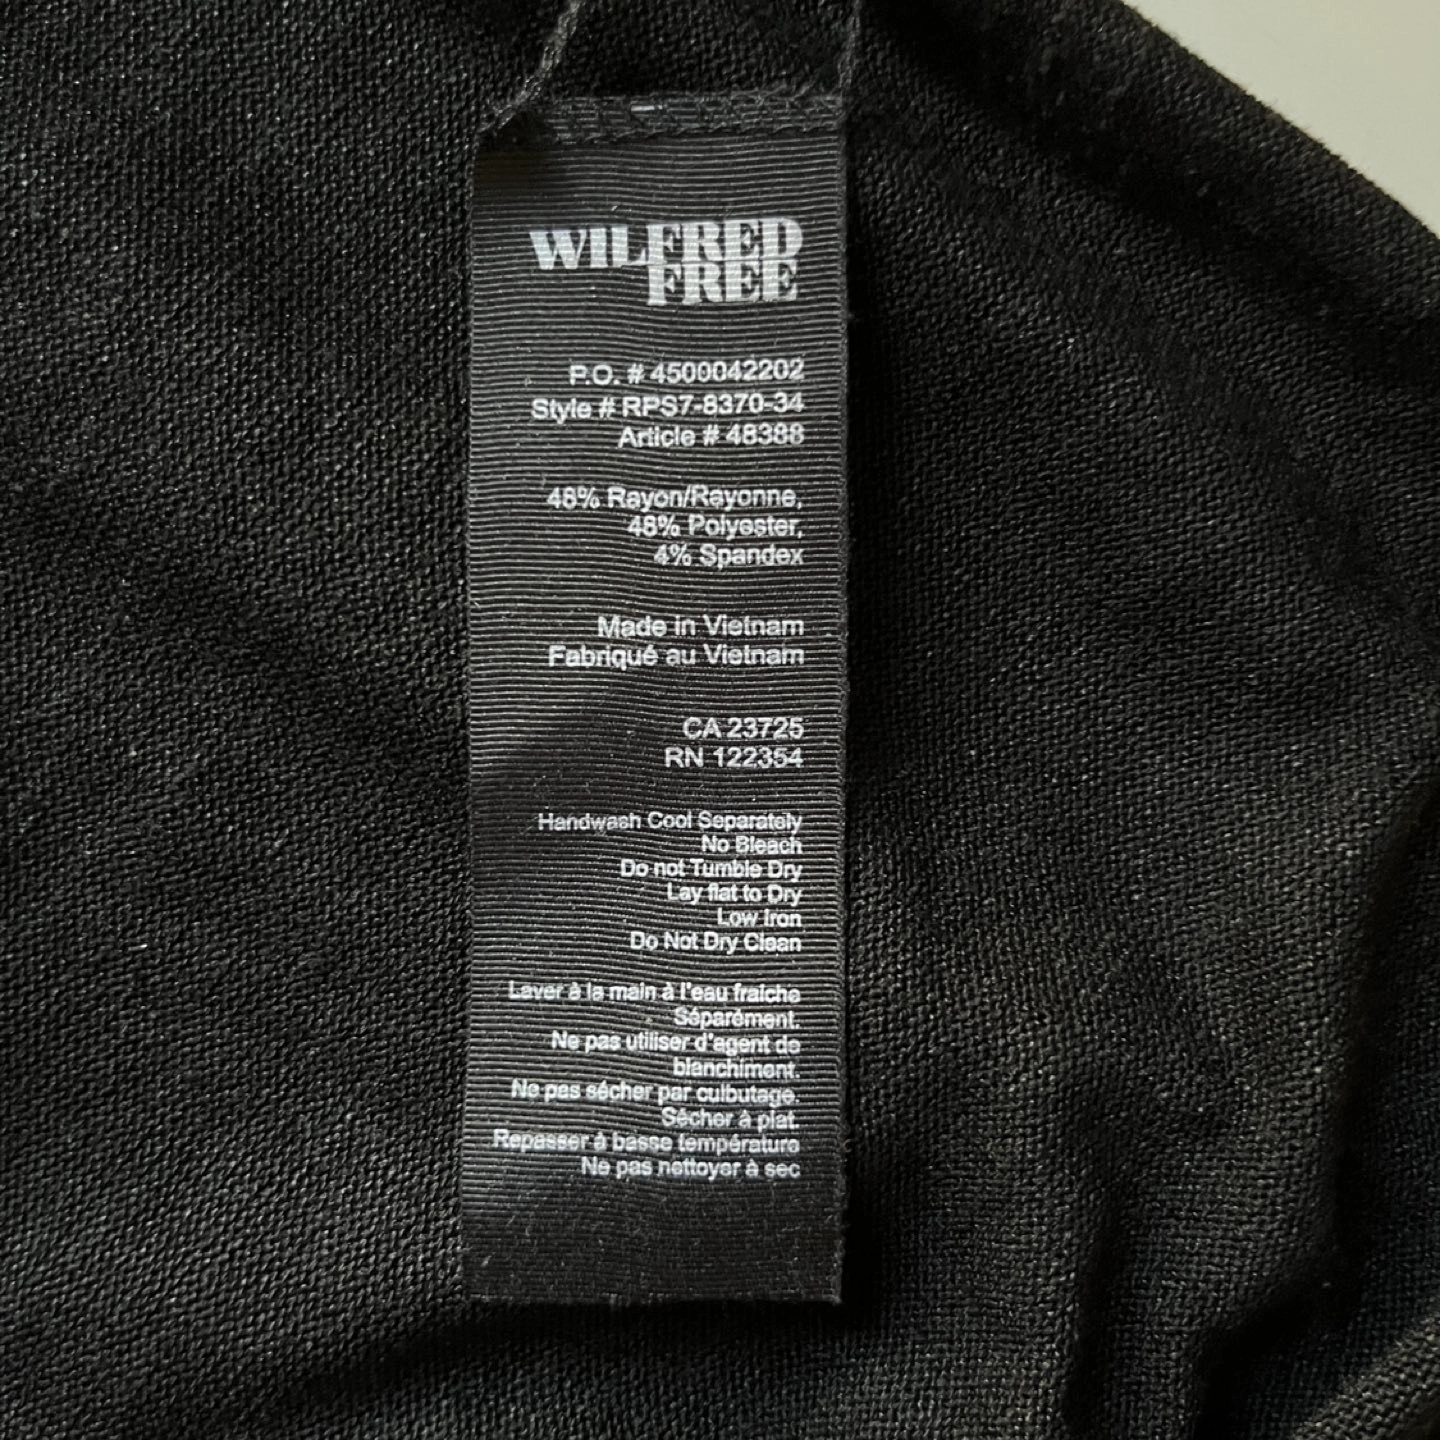 WILFRED
FREE
P.O. # 4500042202
Style # RPS7-8370-34
Article # 48388
48% Rayon/Rayonne,
48% Polyester,
4% Spandex
Made in Vietnam
Fabriqué au Vietnam
CA 23725
RN 122354
Handwash Cool Separately
No Bleach
Do not Tumble Dry
Lay flat to Dry
Low Iron
Do Not Dry Clean
Laver à la main à l'eau fraiche
Séparément.
Ne pas utiliser d'agent de
blanchiment.
Ne pas sécher par culbutage.
Sécher à plat.
Repasser à basse température
Ne pas nettoyer à sec